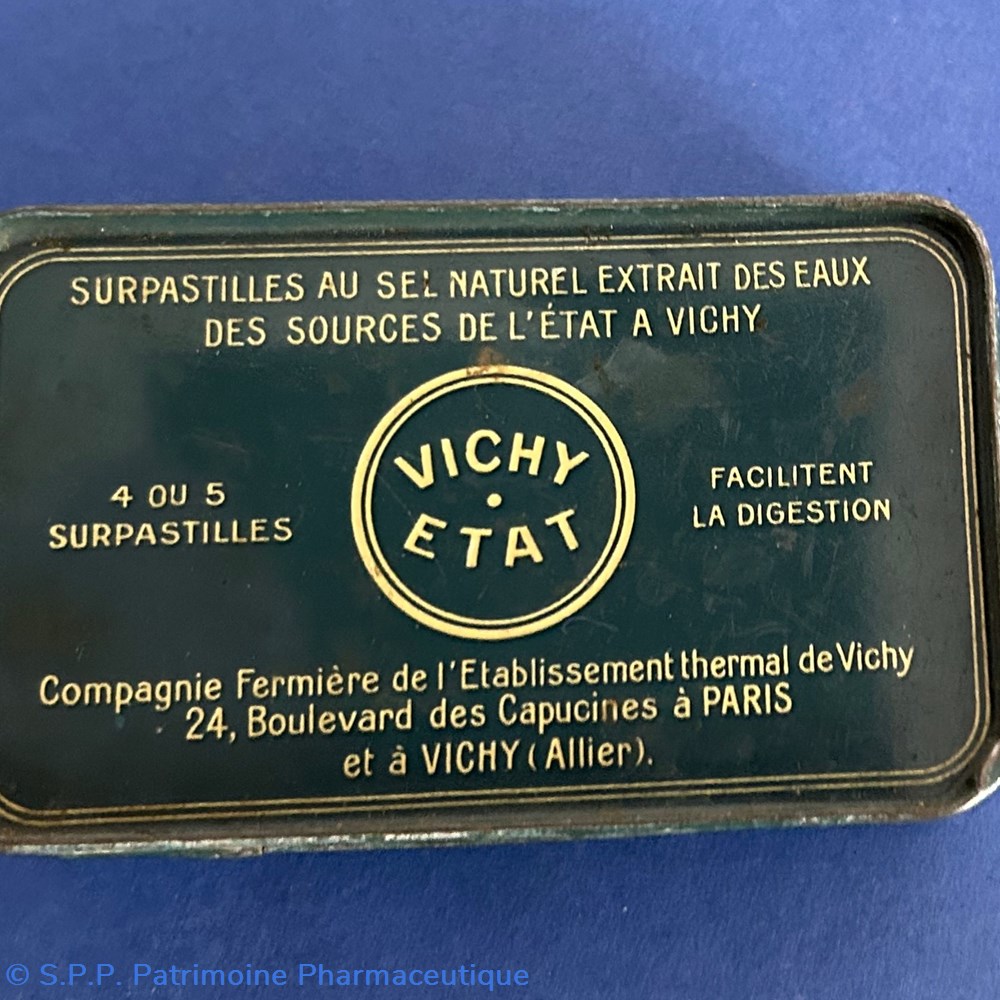 SURPASTILLES AU SEL NATUREL EXTRAIT DES EAUX
DES SOURCES DE L'ÉTAT A VICHY
VICHY
ETAT
4 OU 5
SURPASTILLES
FACILITENT
LA DIGESTION
Compagnie Fermière de l'Etablissement thermal de Vichy
24, Boulevard des Capucines à PARIS
et à VICHY (Allier).
© S.P.P. Patrimoine Pharmaceutique